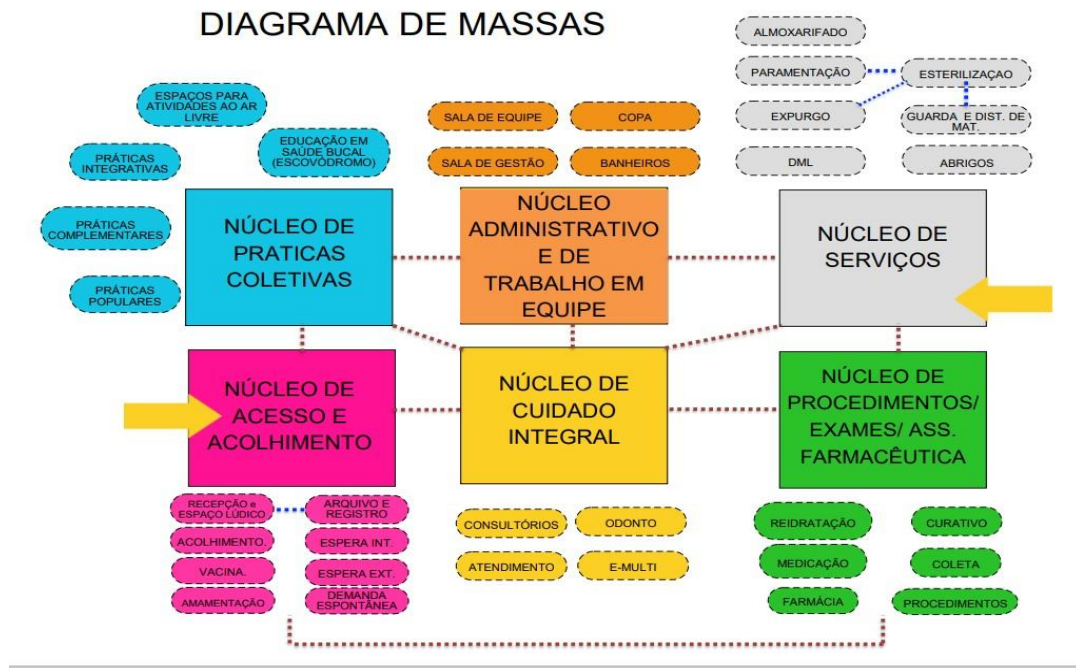 DIAGRAMA DE MASSAS
ESPAÇOS PARA
ATIVIDADES AO AR
LIVRE
EDUCAÇÃO EM
SAÚDE BUCAL
(ESCOVÓDROMO)
PRÁTICAS
INTEGRATIVAS
PRÁTICAS
COMPLEMENTARES
PRÁTICAS
POPULARES
NÚCLEO DE
PRATICAS
COLETIVAS
SALA DE EQUIPE
COPA
SALA DE GESTÃO
BANHEIROS
NÚCLEO
ADMINISTRATIVO
E DE
TRABALHO EM
EQUIPE
ALMOXARIFADO
PARAMENTAÇÃO
ESTERILIZAÇAO
EXPURGO
GUARDA E DIST. DE
MAT.
DML
ABRIGOS
NÚCLEO DE
SERVIÇOS
NÚCLEO DE
ACESSO E
ACOLHIMENTO
NÚCLEO DE
CUIDADO
INTEGRAL
NÚCLEO DE
PROCEDIMENTOS/
EXAMES/ ASS.
FARMACÊUTICA
RECEPÇÃO e
ESPAÇO LÚDICO
ARQUIVO E
REGISTRO
ACOLHIMENTO.
ESPERA INT.
VACINA.
ESPERA EXT.
AMAMENTAÇÃO
DEMANDA
ESPONTÂNEA
CONSULTÓRIOS
ODONTO
ATENDIMENTO
E-MULTI
REIDRATAÇÃO
CURATIVO
MEDICAÇÃO
COLETA
FARMÁCIA
PROCEDIMENTOS